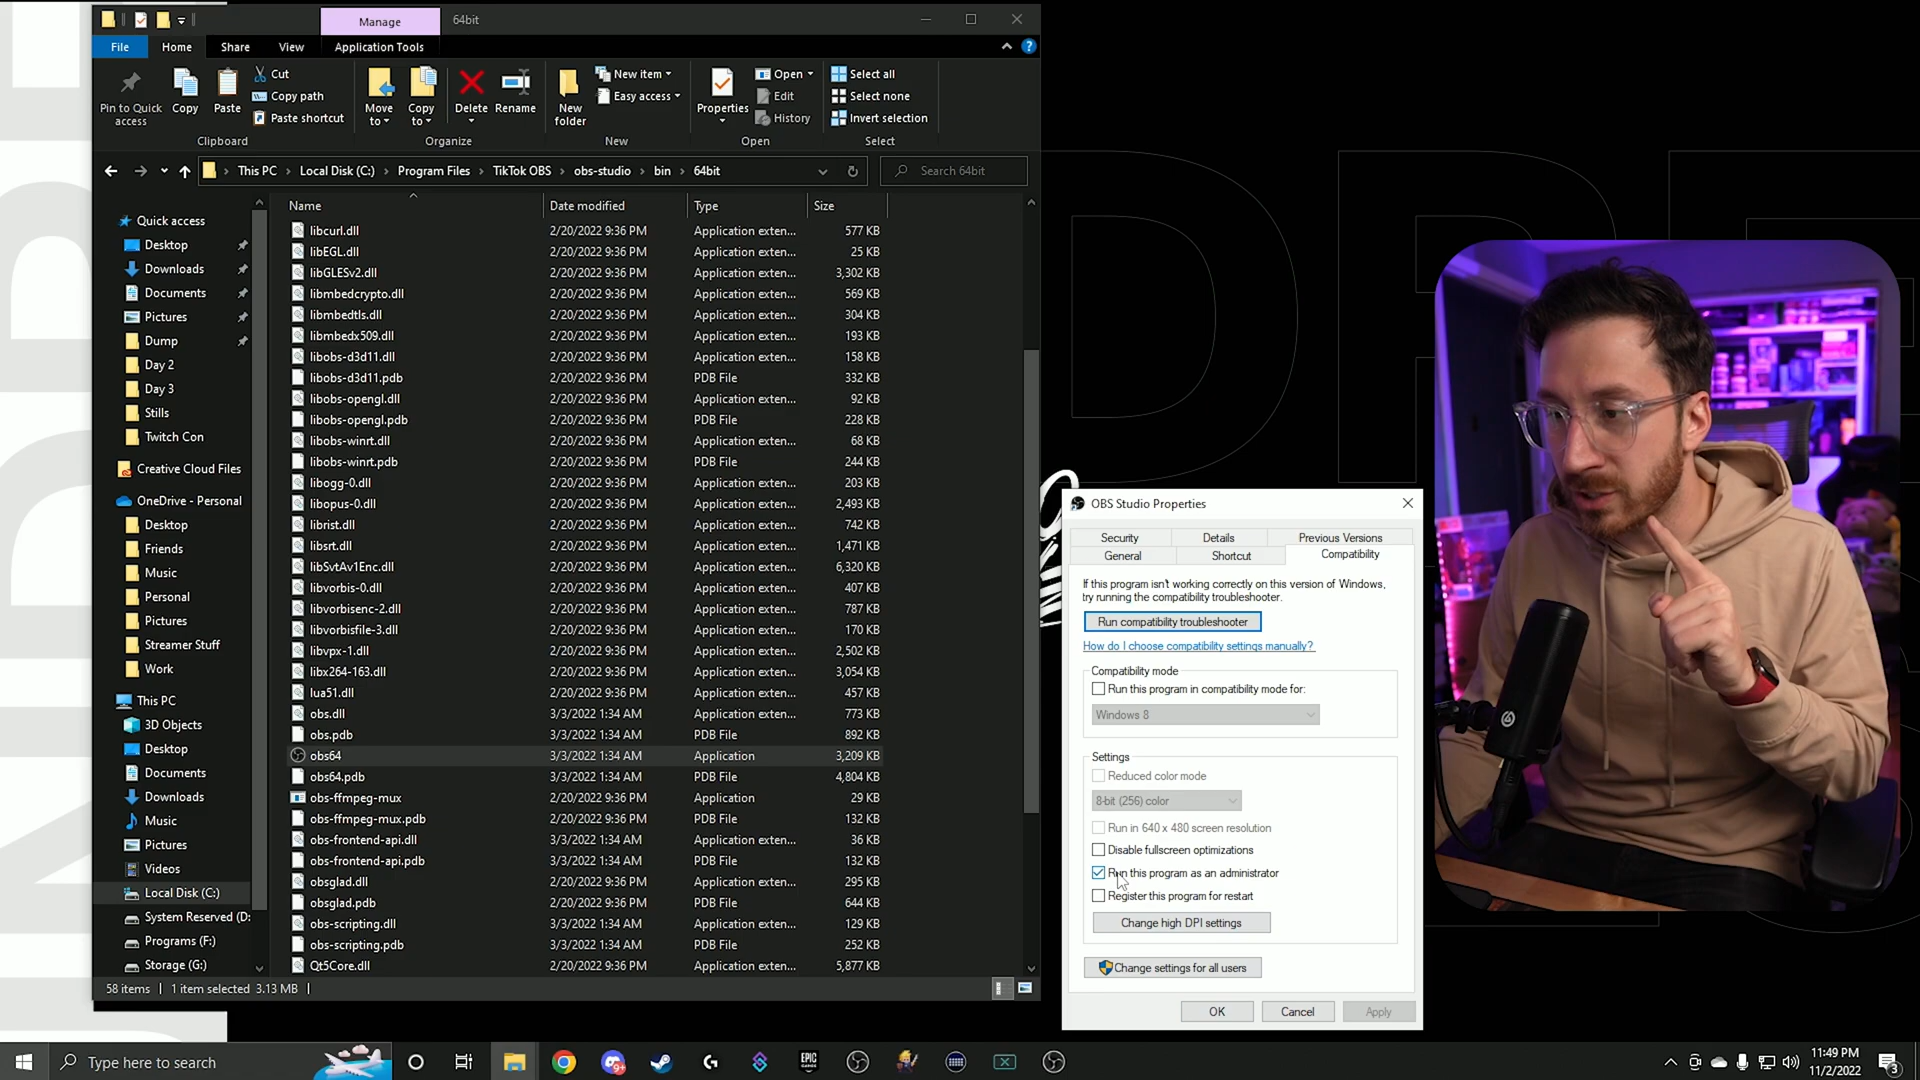 Manage
64bit
File
Home
Share
View
Application Tools
Pin to Quick access
Copy
Paste
Cut
Copy path
Paste shortcut
Clipboard
Move to
Copy to
Delete
Rename
Organize
New folder
New item
Easy access
New
Properties
Open
Edit
History
Open
Select all
Select none
Invert selection
Select
This PC > Local Disk (C:) > Program Files > TikTok OBS > obs-studio > bin > 64bit
Search 64bit
Name Date modified Type Size
libcurl.dll 2/20/2022 9:36 PM Application exten... 577 KB
libEGL.dll 2/20/2022 9:36 PM Application exten... 25 KB
libGLESv2.dll 2/20/2022 9:36 PM Application exten... 3,302 KB
libmbedcrypto.dll 2/20/2022 9:36 PM Application exten... 569 KB
libmbedtls.dll 2/20/2022 9:36 PM Application exten... 304 KB
libmbedx509.dll 2/20/2022 9:36 PM Application exten... 193 KB
libobs-d3d11.dll 2/20/2022 9:36 PM Application exten... 158 KB
libobs-d3d11.pdb 2/20/2022 9:36 PM PDB File 332 KB
libobs-opengl.dll 2/20/2022 9:36 PM Application exten... 92 KB
libobs-opengl.pdb 2/20/2022 9:36 PM PDB File 228 KB
libobs-winrt.dll 2/20/2022 9:36 PM Application exten... 68 KB
libobs-winrt.pdb 2/20/2022 9:36 PM PDB File 244 KB
libogg-0.dll 2/20/2022 9:36 PM Application exten... 203 KB
libopus-0.dll 2/20/2022 9:36 PM Application exten... 2,493 KB
librist.dll 2/20/2022 9:36 PM Application exten... 742 KB
libsrt.dll 2/20/2022 9:36 PM Application exten... 1,471 KB
libSvtAv1Enc.dll 2/20/2022 9:36 PM Application exten... 6,320 KB
libvorbis-0.dll 2/20/2022 9:36 PM Application exten... 407 KB
libvorbisenc-2.dll 2/20/2022 9:36 PM Application exten... 787 KB
libvorbisfile-3.dll 2/20/2022 9:36 PM Application exten... 170 KB
libvpx-1.dll 2/20/2022 9:36 PM Application exten... 2,502 KB
libx264-163.dll 2/20/2022 9:36 PM Application exten... 3,054 KB
lua51.dll 2/20/2022 9:36 PM Application exten... 457 KB
obs.dll 3/3/2022 1:34 AM Application exten... 773 KB
obs.pdb 3/3/2022 1:34 AM PDB File 892 KB
obs64 3/3/2022 1:34 AM Application 3,209 KB
obs64.pdb 3/3/2022 1:34 AM PDB File 4,804 KB
obs-ffmpeg-mux 2/20/2022 9:36 PM Application 29 KB
obs-ffmpeg-mux.pdb 2/20/2022 9:36 PM PDB File 132 KB
obs-frontend-api.dll 3/3/2022 1:34 AM Application exten... 36 KB
obs-frontend-api.pdb 3/3/2022 1:34 AM PDB File 132 KB
obsglad.dll 2/20/2022 9:36 PM Application exten... 295 KB
obsglad.pdb 2/20/2022 9:36 PM PDB File 644 KB
obs-scripting.dll 3/3/2022 1:34 AM Application exten... 129 KB
obs-scripting.pdb 3/3/2022 1:34 AM PDB File 252 KB
Qt5Core.dll 2/20/2022 9:36 PM Application exten... 5,877 KB
Quick access
Desktop
Downloads
Documents
Pictures
Dump
Day 2
Day 3
Stills
Twitch Con
Creative Cloud Files
OneDrive - Personal
Desktop
Friends
Music
Personal
Pictures
Streamer Stuff
Work
This PC
3D Objects
Desktop
Documents
Downloads
Music
Pictures
Videos
Local Disk (C:)
System Reserved (D:
Programs (F:)
Storage (G:)
58 items
1 item selected 3.13 MB
OBS Studio Properties
Security
Details
Previous Versions
General
Shortcut
Compatibility
If this program isn't working correctly on this version of Windows,
try running the compatibility troubleshooter.
Run compatibility troubleshooter
How do I choose compatibility settings manually?
Compatibility mode
Run this program in compatibility mode for:
Windows 8
Settings
Reduced color mode
8-bit (256) color
Run in 640 x 480 screen resolution
Disable fullscreen optimizations
Run this program as an administrator
Register this program for restart
Change high DPI settings
Change settings for all users
OK
Cancel
Apply
Type here to search
EPIC
GAMES
11:49 PM
11/2/2022
3